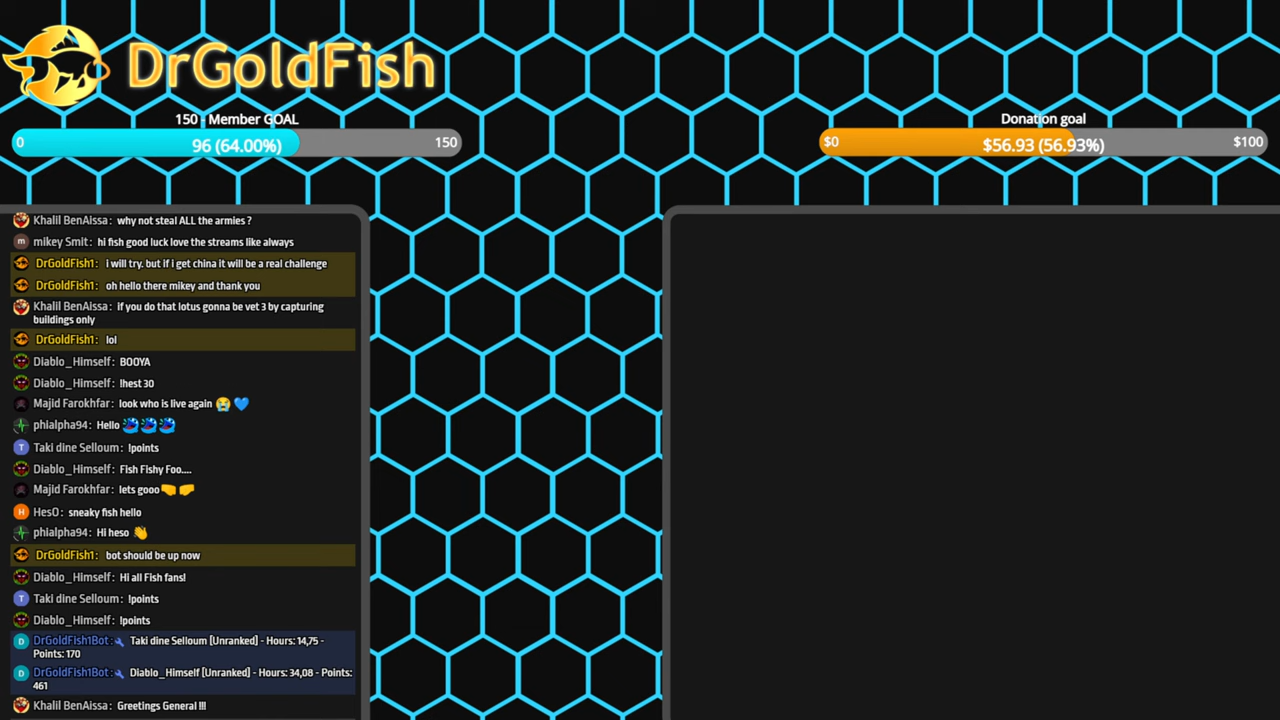 DrGoldFish
150 - Member GOAL
0 96 (64.00%) 150
Donation goal
$0 $56.93 (56.93%) $100
Khalil BenAissa: why not steal ALL the armies ?
m mikey Smit: hi fish good luck love the streams like always
DrGoldFish1: i will try. but if i get china it will be a real challenge
DrGoldFish1: oh hello there mikey and thank you
Khalil BenAissa: if you do that lotus gonna be vet 3 by capturing
buildings only
DrGoldFish1: lol
Diablo_Himself: BOOYA
Diablo_Himself: !hest 30
Majid Farokhfar: look who is live again 😭 💙
phialpha94: Hello
T Taki dine Selloum: !points
Diablo_Himself: Fish Fishy Foo....
Majid Farokhfar: lets gooo🤜 🤛
H HesO: sneaky fish hello
phialpha94: Hi heso 👋
DrGoldFish1: bot should be up now
Diablo_Himself: Hi all Fish fans!
T Taki dine Selloum: !points
Diablo_Himself: !points
D DrGoldFish1Bot: Taki dine Selloum [Unranked] - Hours: 14,75 -
Points: 170
D DrGoldFish1Bot: Diablo_Himself [Unranked] - Hours: 34,08 - Points:
461
Khalil BenAissa: Greetings General !!!